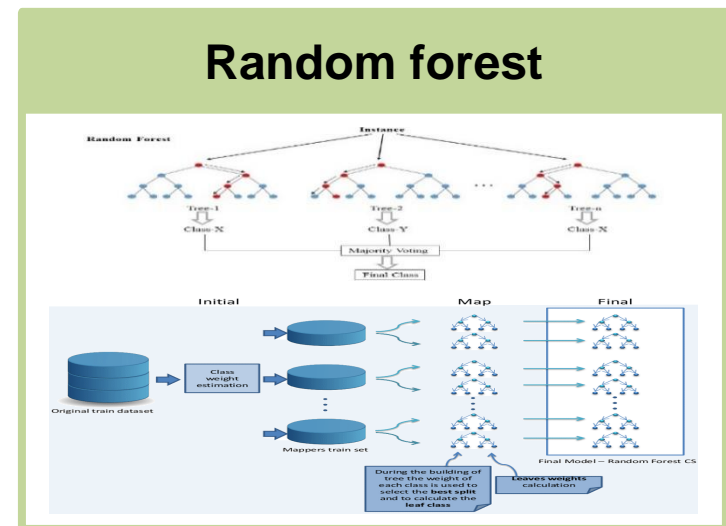 Random forest
Instance
Random Forest
...
Tree-1
Tree-2
Tree-n
Class-X
Class-Y
Class-X
Majority Voting
Final Class
Initial
Map
Final
Class
weight
estimation
Original train dataset
Mappers train set
Final Model – Random Forest CS
During the building of
tree the weight of
each class is used to
select the best split
and to calculate the
leaf class
Leaves weights
calculation